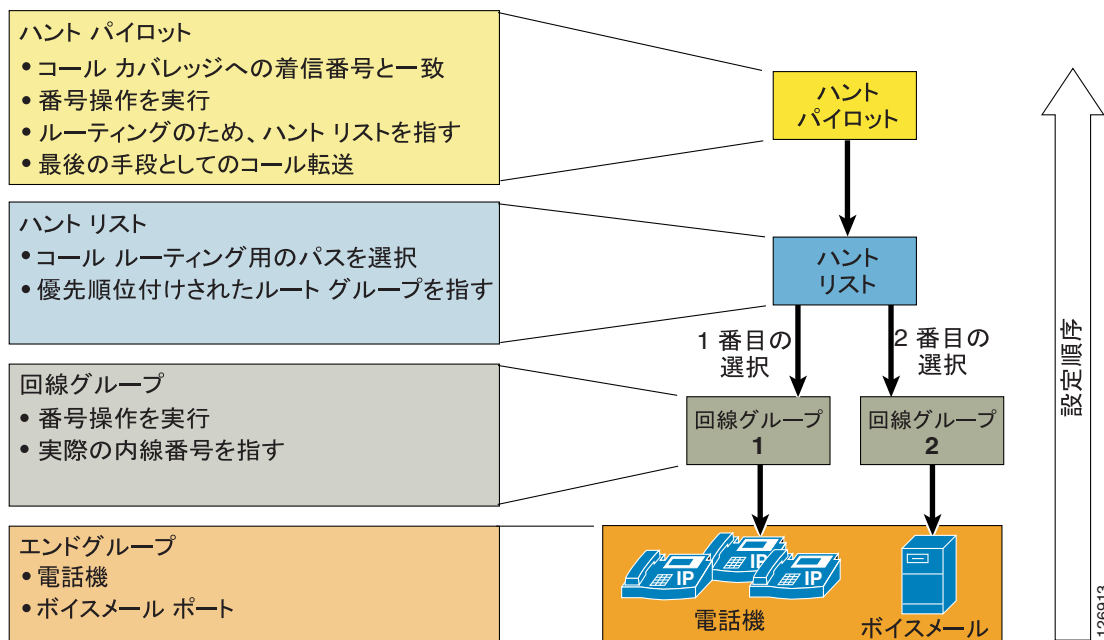 ハント パイロット
• コール カバレッジへの着信番号と一致
• 番号操作を実行
• ルーティングのため、ハント リストを指す
• 最後の手段としてのコール転送
ハント
パイロット
ハント リスト
• コール ルーティング用のパスを選択
• 優先順位付けされたルート グループを指す
ハント
リスト
1 番目の
選択
2 番目の
選択
回線グループ
• 番号操作を実行
• 実際の内線番号を指す
回線グループ
1
回線グループ
2
エンドグループ
• 電話機
• ボイスメール ポート
IP
IP
IP
電話機
ボイスメール
設定順序
126913